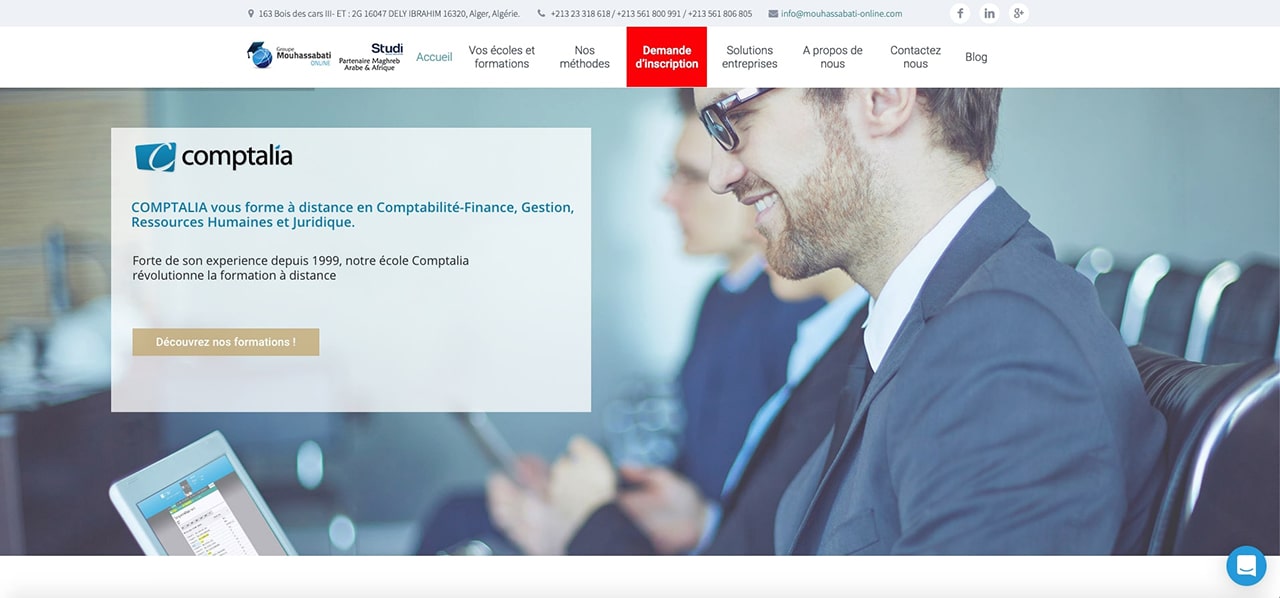 163 Bois des cars III- ET : 2G 16047 DELY IBRAHIM 16320, Alger, Algérie.
+213 23 318 618 / +213 561 800 991 / +213 561 806 805
info@mouhassabati-online.com
Groupe
Mouhassabati
ONLINE
Studi
Partenaire Maghreb
Arabe & Afrique
Accueil
Vos écoles et
formations
Nos
méthodes
Demande
d'inscription
Solutions
entreprises
A propos de
nous
Contactez
nous
Blog
comptalia
COMPTALIA vous forme à distance en Comptabilité-Finance, Gestion,
Ressources Humaines et Juridique.
Forte de son experience depuis 1999, notre école Comptalia
révolutionne la formation à distance
Découvrez nos formations !